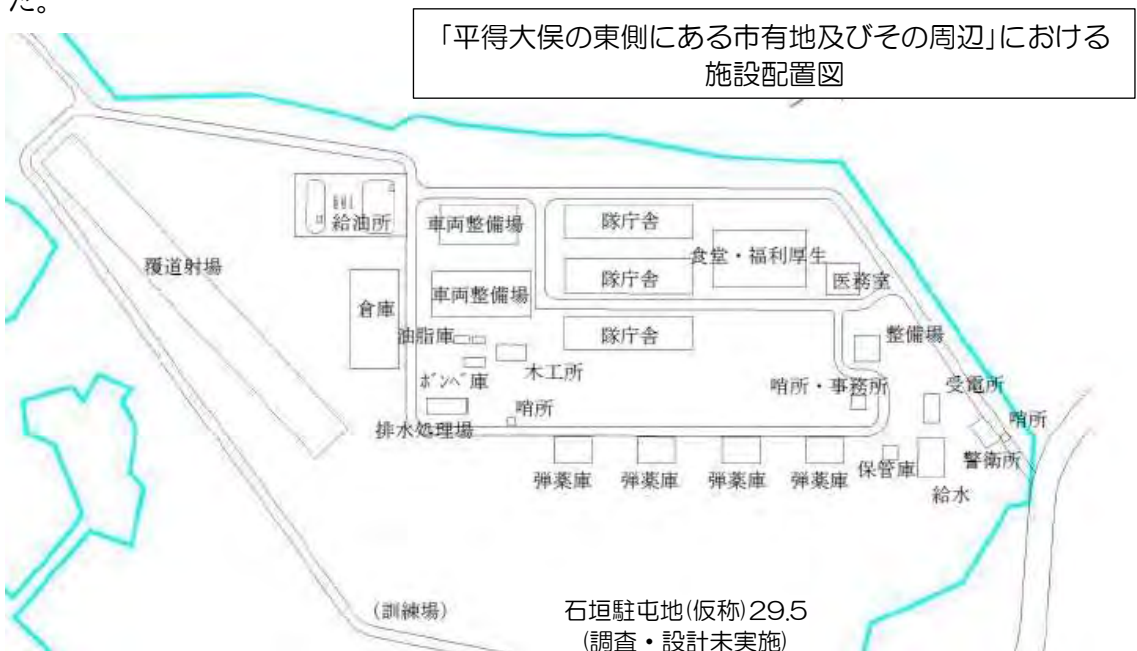 た。
「平得大俣の東側にある市有地及びその周辺」における
施設配置図
給油所
車両整備場
隊庁舎
食堂・福利厚生
覆道射場
倉庫
車両整備場
隊庁舎
医務室
油脂庫
隊庁舎
整備場
ボンベ庫
木工所
哨所・事務所
受電所
哨所
排水処理場
哨所
警衛所
弾薬庫
弾薬庫
弾薬庫
弾薬庫
保管庫
給水
(訓練場)
石垣駐屯地(仮称)29.5
(調査・設計未実施)